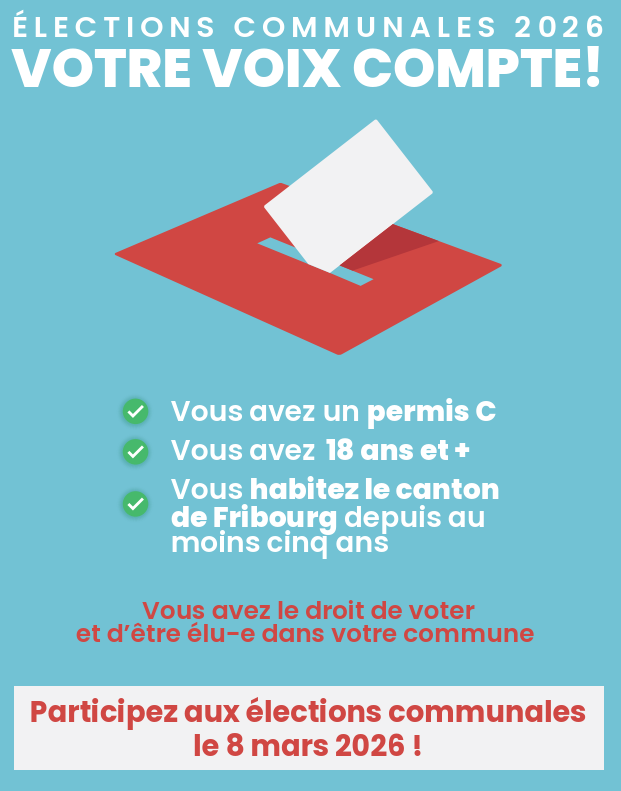 ÉLECTIONS COMMUNALES 2026
VOTRE VOIX COMPTE!
Vous avez un permis C
Vous avez 18 ans et +
Vous habitez le canton
de Fribourg depuis au
moins cinq ans
Vous avez le droit de voter
et d'être élu-e dans votre commune
Participez aux élections communales
le 8 mars 2026 !